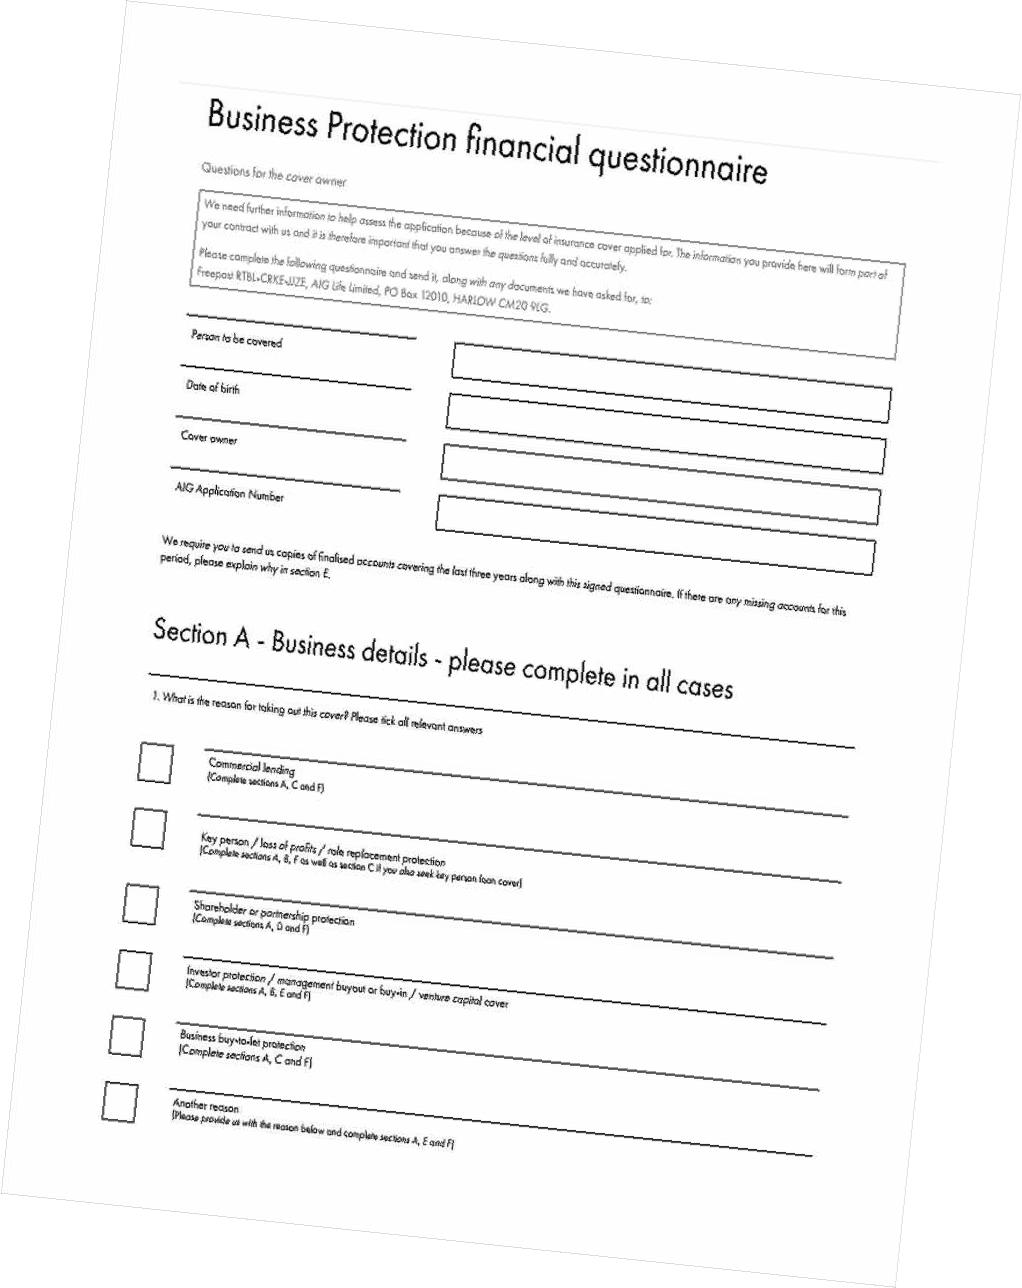 Business Protection financial questionnaire
Questions for the cover owner
We need further information to help assess the application because of the level of insurance cover applied for. The information you provide here will form part of
your contract with us and it is therefore important that you answer the questions fully and accurately.
Please complete the following questionnaire and send it, along with any documents we have asked for, to:
Freepost RTBL-CRKE-JJZE, AIG Life Limited, PO Box 12010, HARLOW CM20 9LG.
Person to be covered
Date of birth
Cover owner
AIG Application Number
We require you to send us copies of finalised accounts covering the last three years along with this signed questionnaire. If there are any missing accounts for this
period, please explain why in section E.
Section A - Business details - please complete in all cases
1. What is the reason for taking out this cover? Please tick all relevant answers
Commercial lending
(Complete sections A, C and F)
Key person / loss of profits / role replacement protection
(Complete sections A, B, F as well as section C if you also seek key person loan cover)
Shareholder or partnership protection
(Complete sections A, D and F)
Investor protection / management buyout or buy-in / venture capital cover
(Complete sections A, B, E and F)
Business buy-to-let protection
(Complete sections A, C and F)
Another reason
(Please provide us with the reason below and complete sections A, E and F)